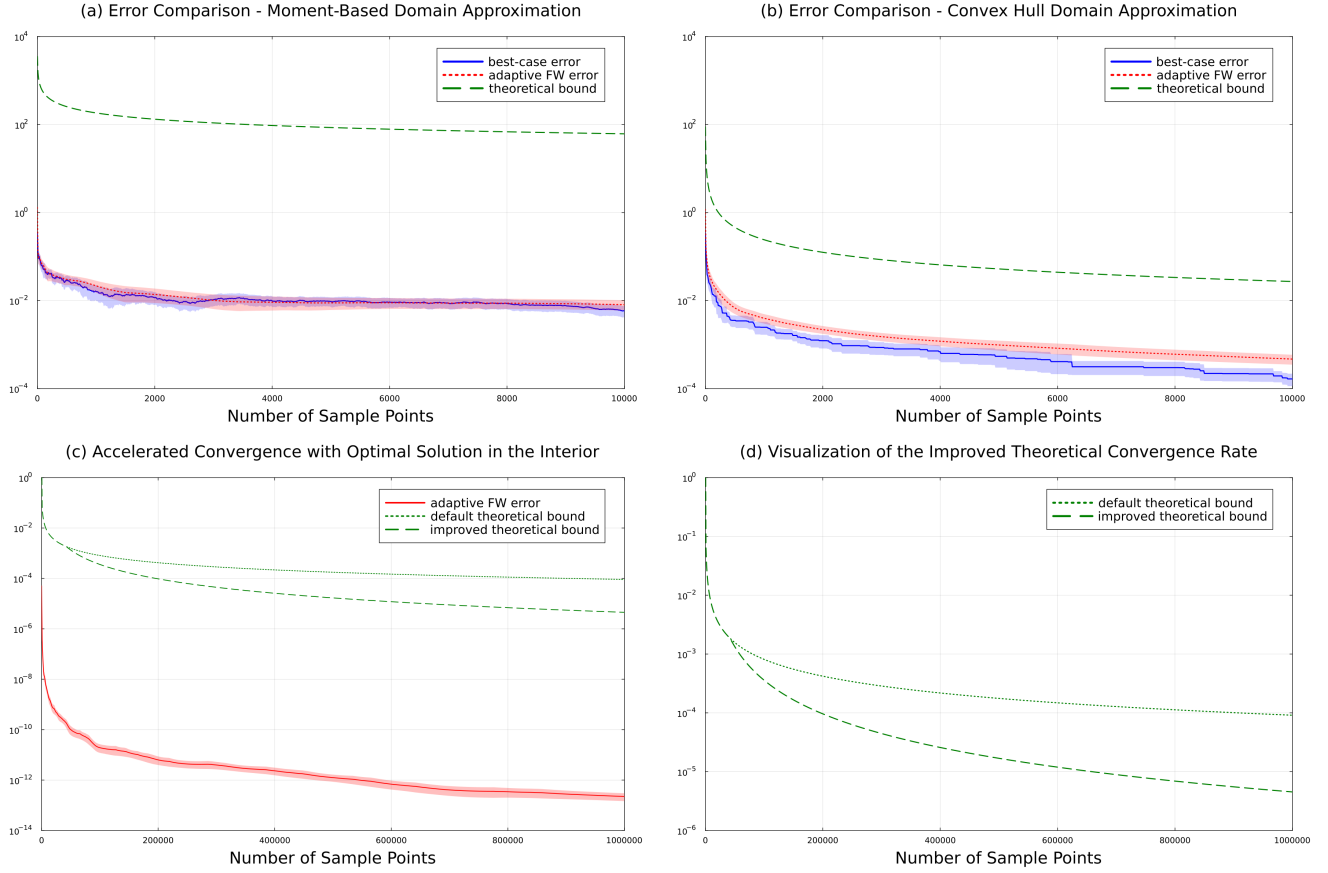 (a) Error Comparison - Moment-Based Domain Approximation
10^4
10^2
10^0
10^-2
10^-4
best-case error
adaptive FW error
theoretical bound
0 2000 4000 6000 8000 10000
Number of Sample Points
(b) Error Comparison - Convex Hull Domain Approximation
10^4
10^2
10^0
10^-2
10^-4
best-case error
adaptive FW error
theoretical bound
0 2000 4000 6000 8000 10000
Number of Sample Points
(c) Accelerated Convergence with Optimal Solution in the Interior
10^0
10^-2
10^-4
10^-6
10^-8
10^-10
10^-12
10^-14
adaptive FW error
default theoretical bound
improved theoretical bound
0 200000 400000 600000 800000 1000000
Number of Sample Points
(d) Visualization of the Improved Theoretical Convergence Rate
10^0
10^-1
10^-2
10^-3
10^-4
10^-5
10^-6
default theoretical bound
improved theoretical bound
0 200000 400000 600000 800000 1000000
Number of Sample Points